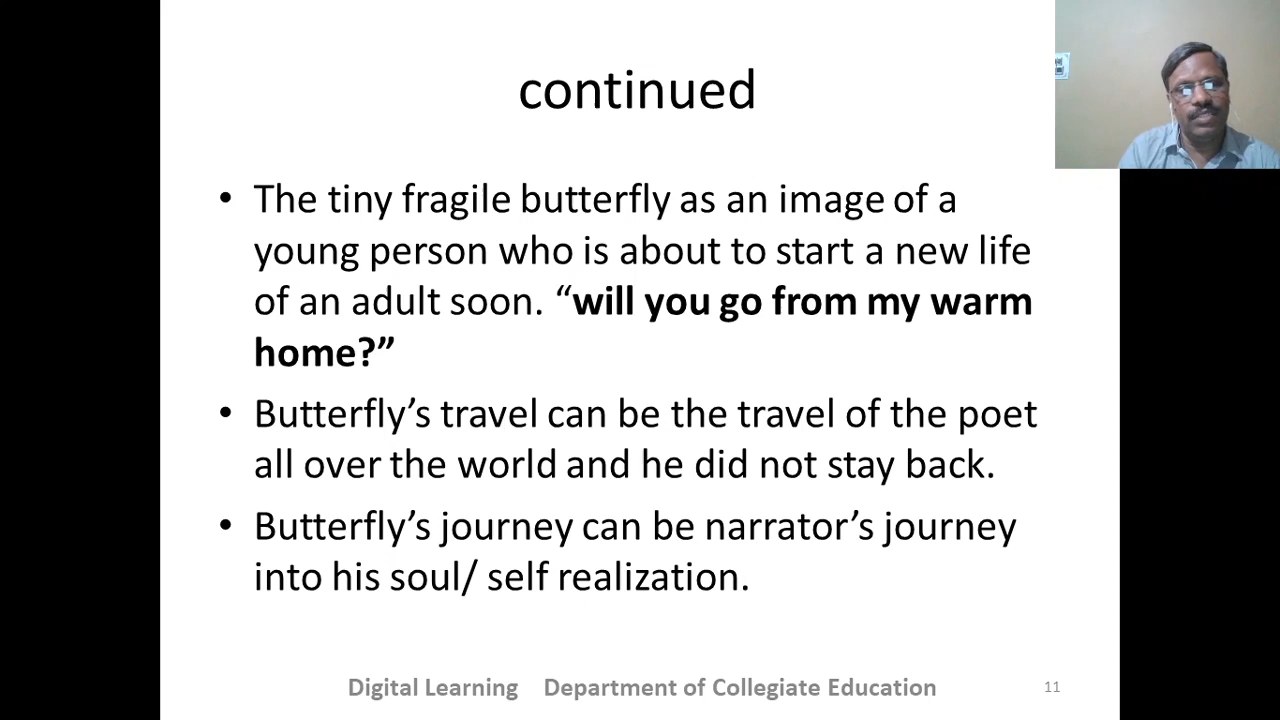 continued
• The tiny fragile butterfly as an image of a
young person who is about to start a new life
of an adult soon. “will you go from my warm
home?”
• Butterfly’s travel can be the travel of the poet
all over the world and he did not stay back.
• Butterfly’s journey can be narrator’s journey
into his soul/ self realization.
Digital Learning Department of Collegiate Education
11